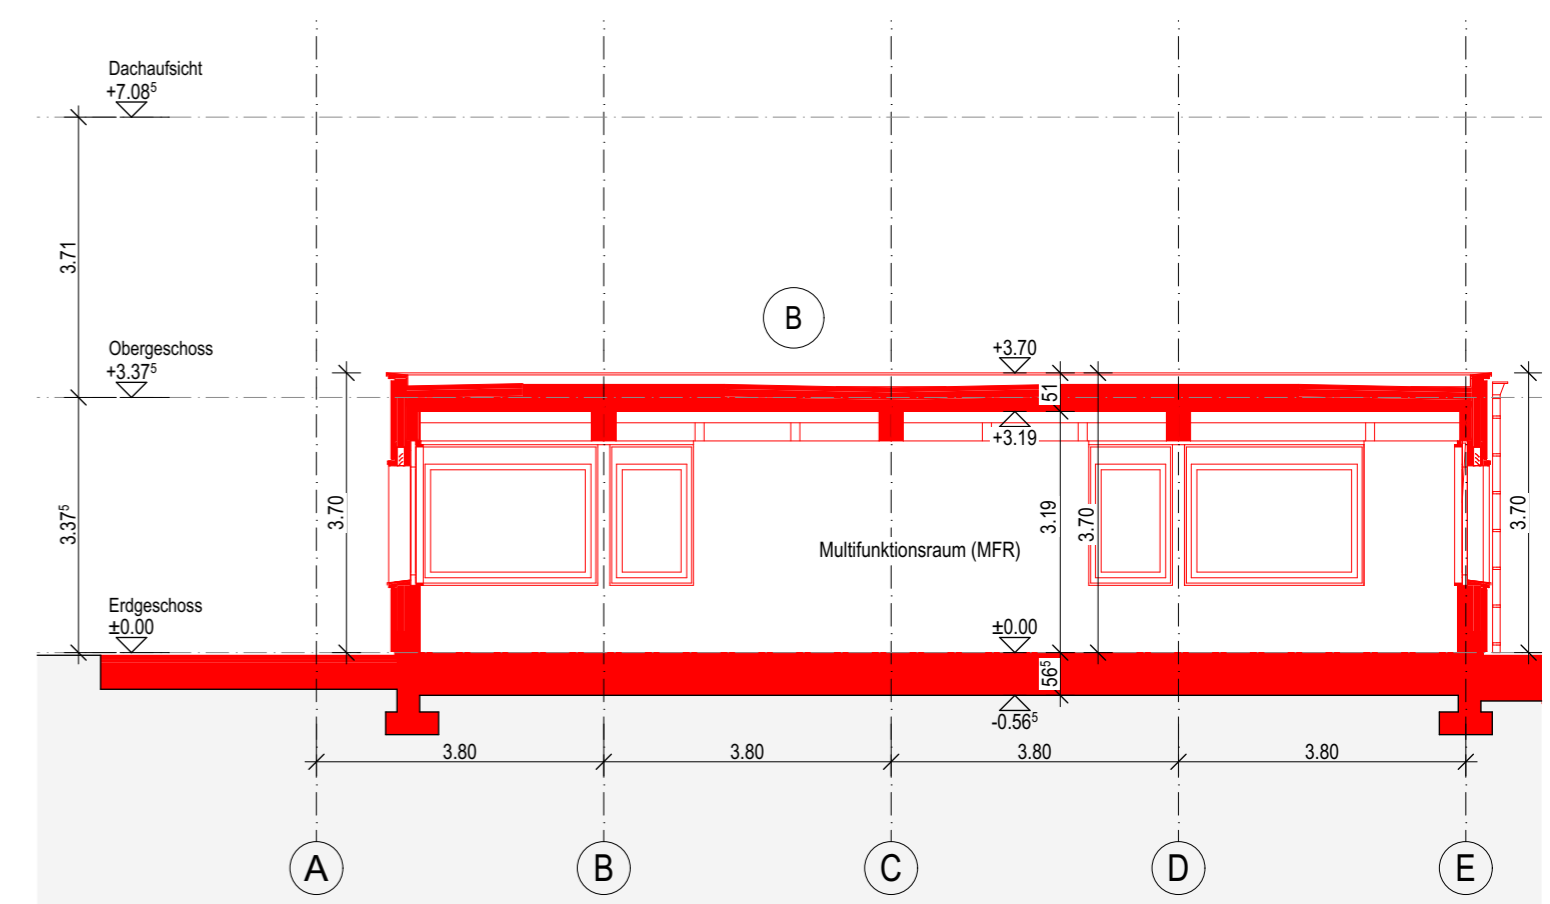 Dachaufsicht
+7.08⁵
3.71
B
Obergeschoss
+3.37⁵
+3.70
51
+3.19
3.37⁵
3.70
3.19
3.70
3.70
Multifunktionsraum (MFR)
Erdgeschoss
±0.00
±0.00
56⁵
-0.56⁵
3.80
3.80
3.80
3.80
A
B
C
D
E